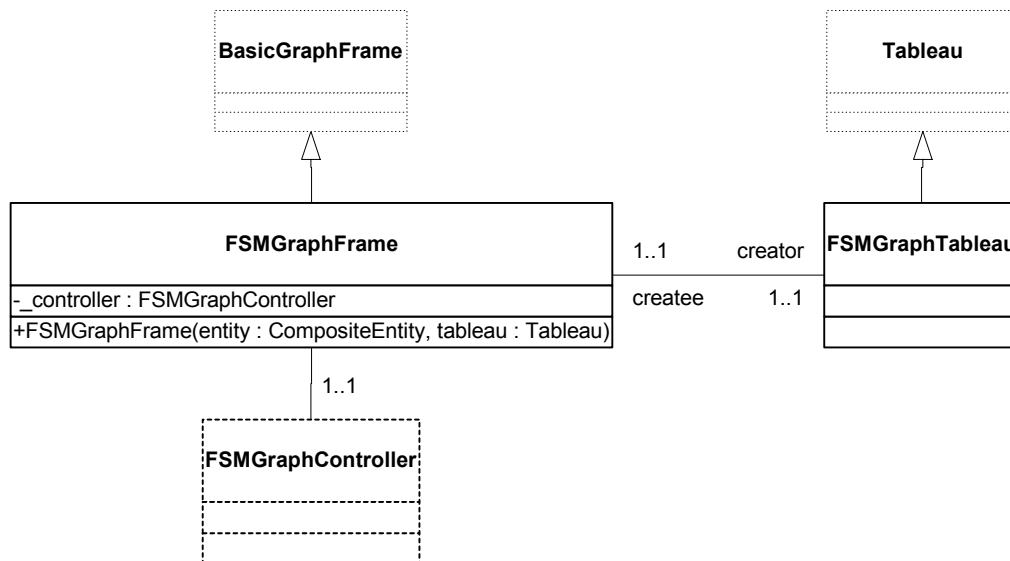 BasicGraphFrame
Tableau
FSMGraphFrame
1..1 creator
FSMGraphTableau
createe 1..1
-_controller : FSMGraphController
+FSMGraphFrame(entity : CompositeEntity, tableau : Tableau)
1..1
FSMGraphController